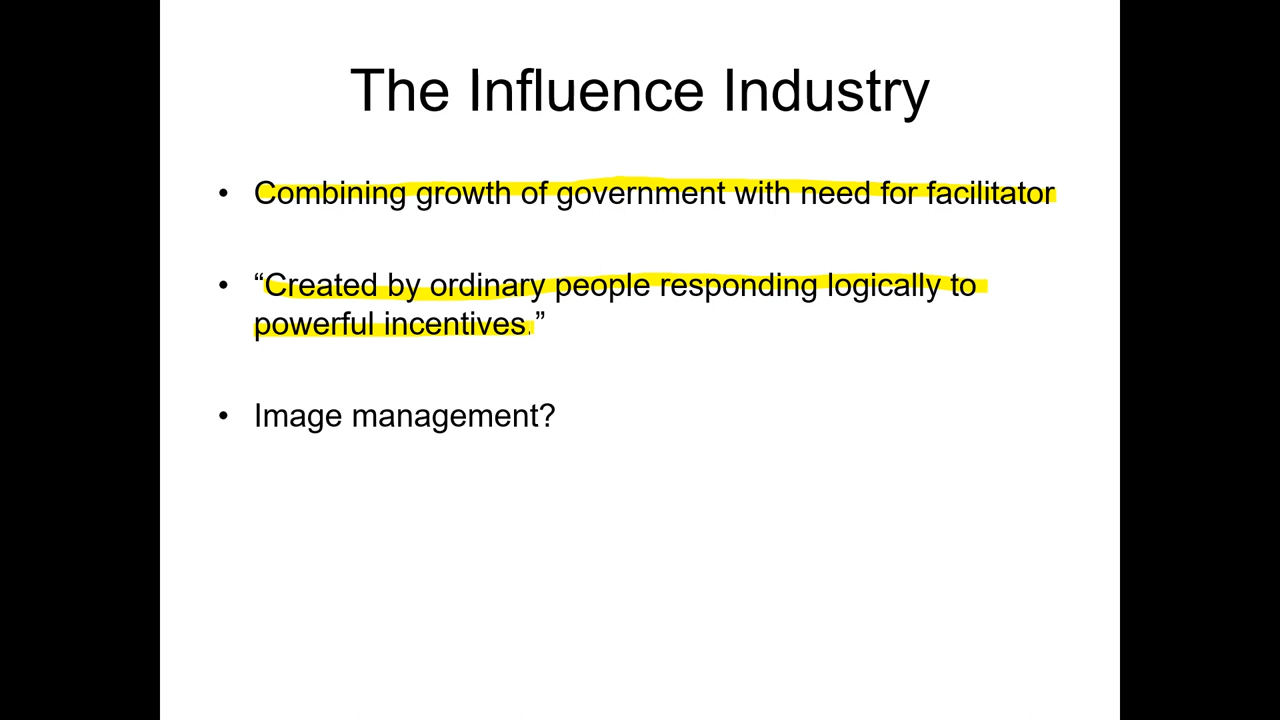 The Influence Industry
• Combining growth of government with need for facilitator
• “Created by ordinary people responding logically to
powerful incentives.”
• Image management?